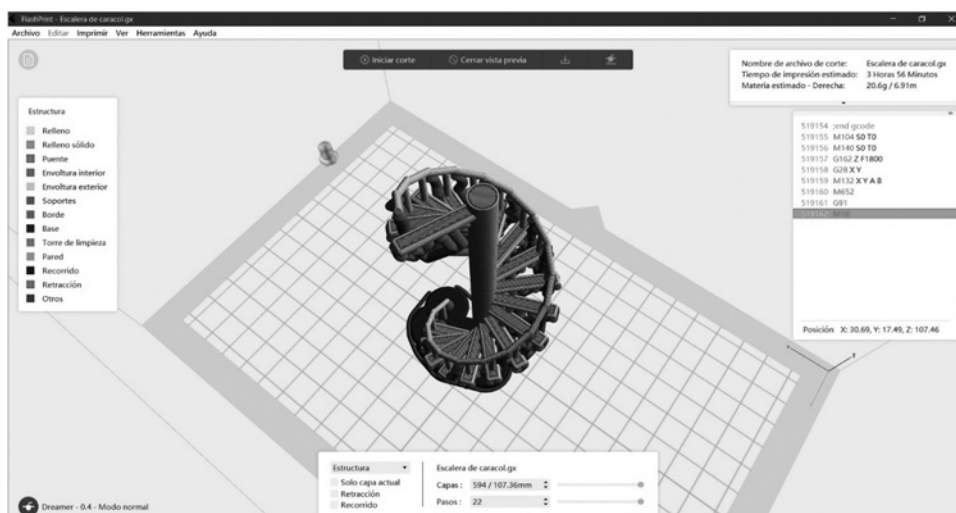 FlashPrint - Escalera de caracol.gx
Archivo Editar Imprimir Ver Herramientas Ayuda
Iniciar corte Cerrar vista previa
Nombre de archivo de corte: Escalera de caracol.gx
Tiempo de impresión estimado: 3 Horas 56 Minutos
Materia estimado - Derecha: 20.6g / 6.91m
Estructura
Relleno
Relleno sólido
Puente
Envoltura interior
Envoltura exterior
Soportes
Borde
Base
Torre de limpieza
Pared
Recorrido
Retracción
Otros
519154 ;end gcode
519155 M104 S0 T0
519156 M140 S0 T0
519157 G162 Z F1800
519158 G28 X Y
519159 M132 X Y A B
519160 M652
519161 G91
519162
Posición X: 30.69, Y: 17.49, Z: 107.46
Estructura
Solo capa actual
Retracción
Recorrido
Escalera de caracol.gx
Capas : 594 / 107.36mm
Pasos : 22
Dreamer - 0.4 - Modo normal